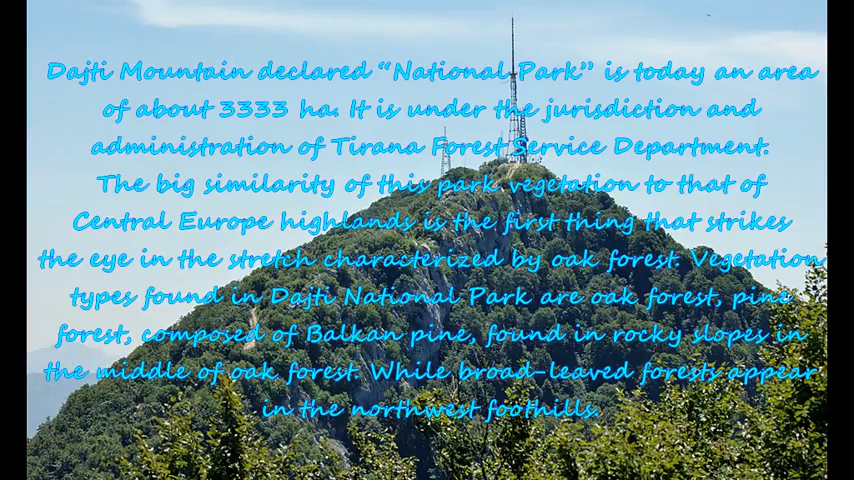 Dajti Mountain declared “National Park” is today an area
of about 3333 ha. It is under the jurisdiction and
administration of Tirana Forest Service Department.
The big similarity of this park vegetation to that of
Central Europe highlands is the first thing that strikes
the eye in the stretch characterized by oak forest. Vegetation
types found in Dajti National Park are oak forest, pine
forest, composed of Balkan pine, found in rocky slopes in
the middle of oak forest. While broad-leaved forests appear
in the northwest foothills.